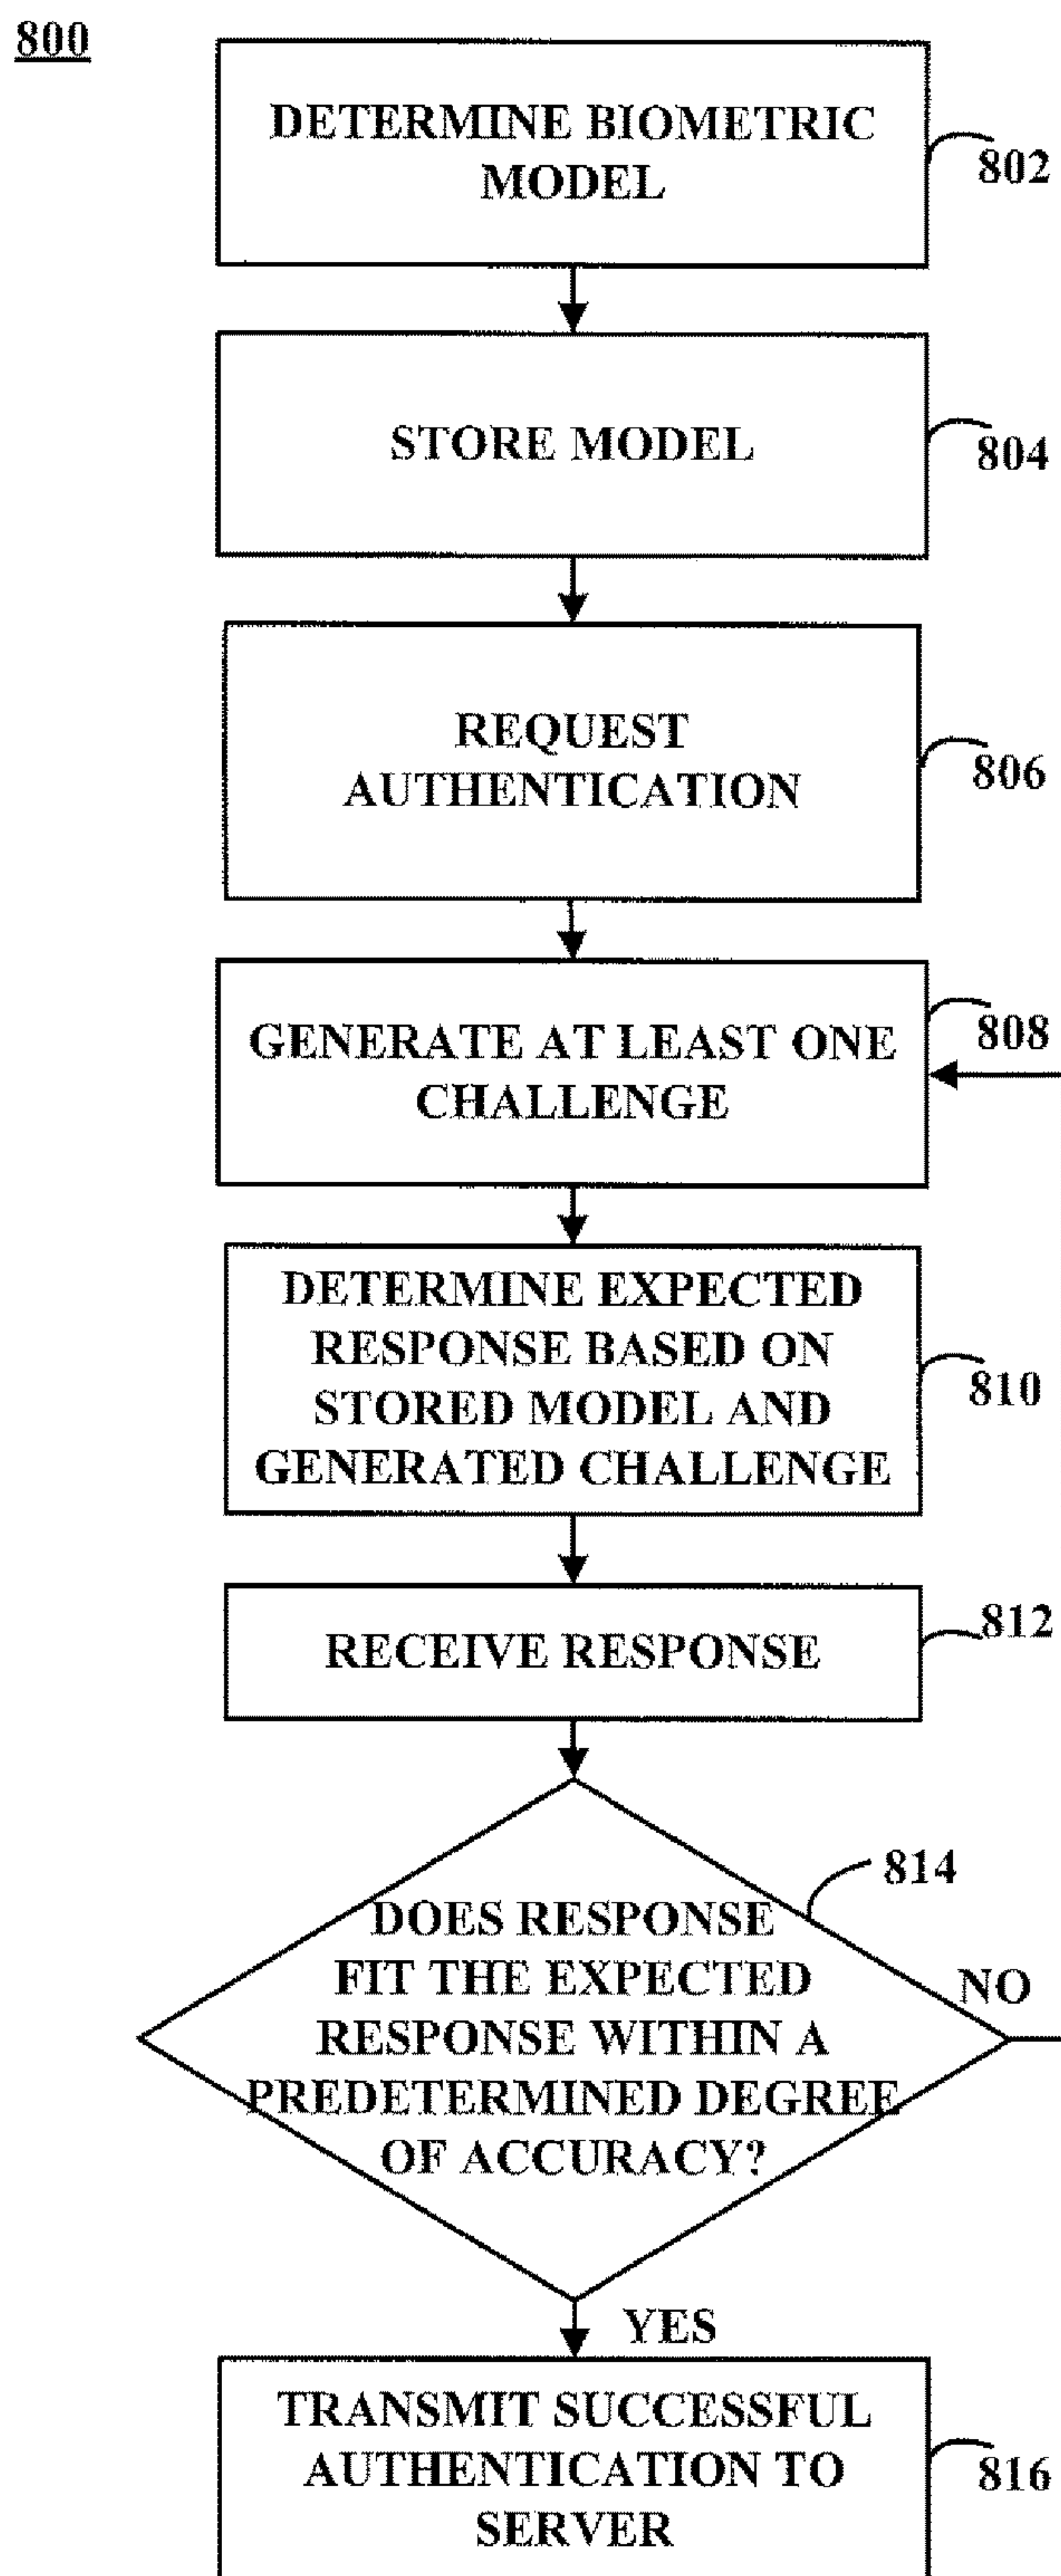 800
DETERMINE BIOMETRIC
MODEL
802
STORE MODEL
804
REQUEST
AUTHENTICATION
806
GENERATE AT LEAST ONE
CHALLENGE
808
DETERMINE EXPECTED
RESPONSE BASED ON
STORED MODEL AND
GENERATED CHALLENGE
810
RECEIVE RESPONSE
812
814
DOES RESPONSE
FIT THE EXPECTED
RESPONSE WITHIN A
PREDETERMINED DEGREE
OF ACCURACY?
NO
YES
TRANSMIT SUCCESSFUL
AUTHENTICATION TO
SERVER
816